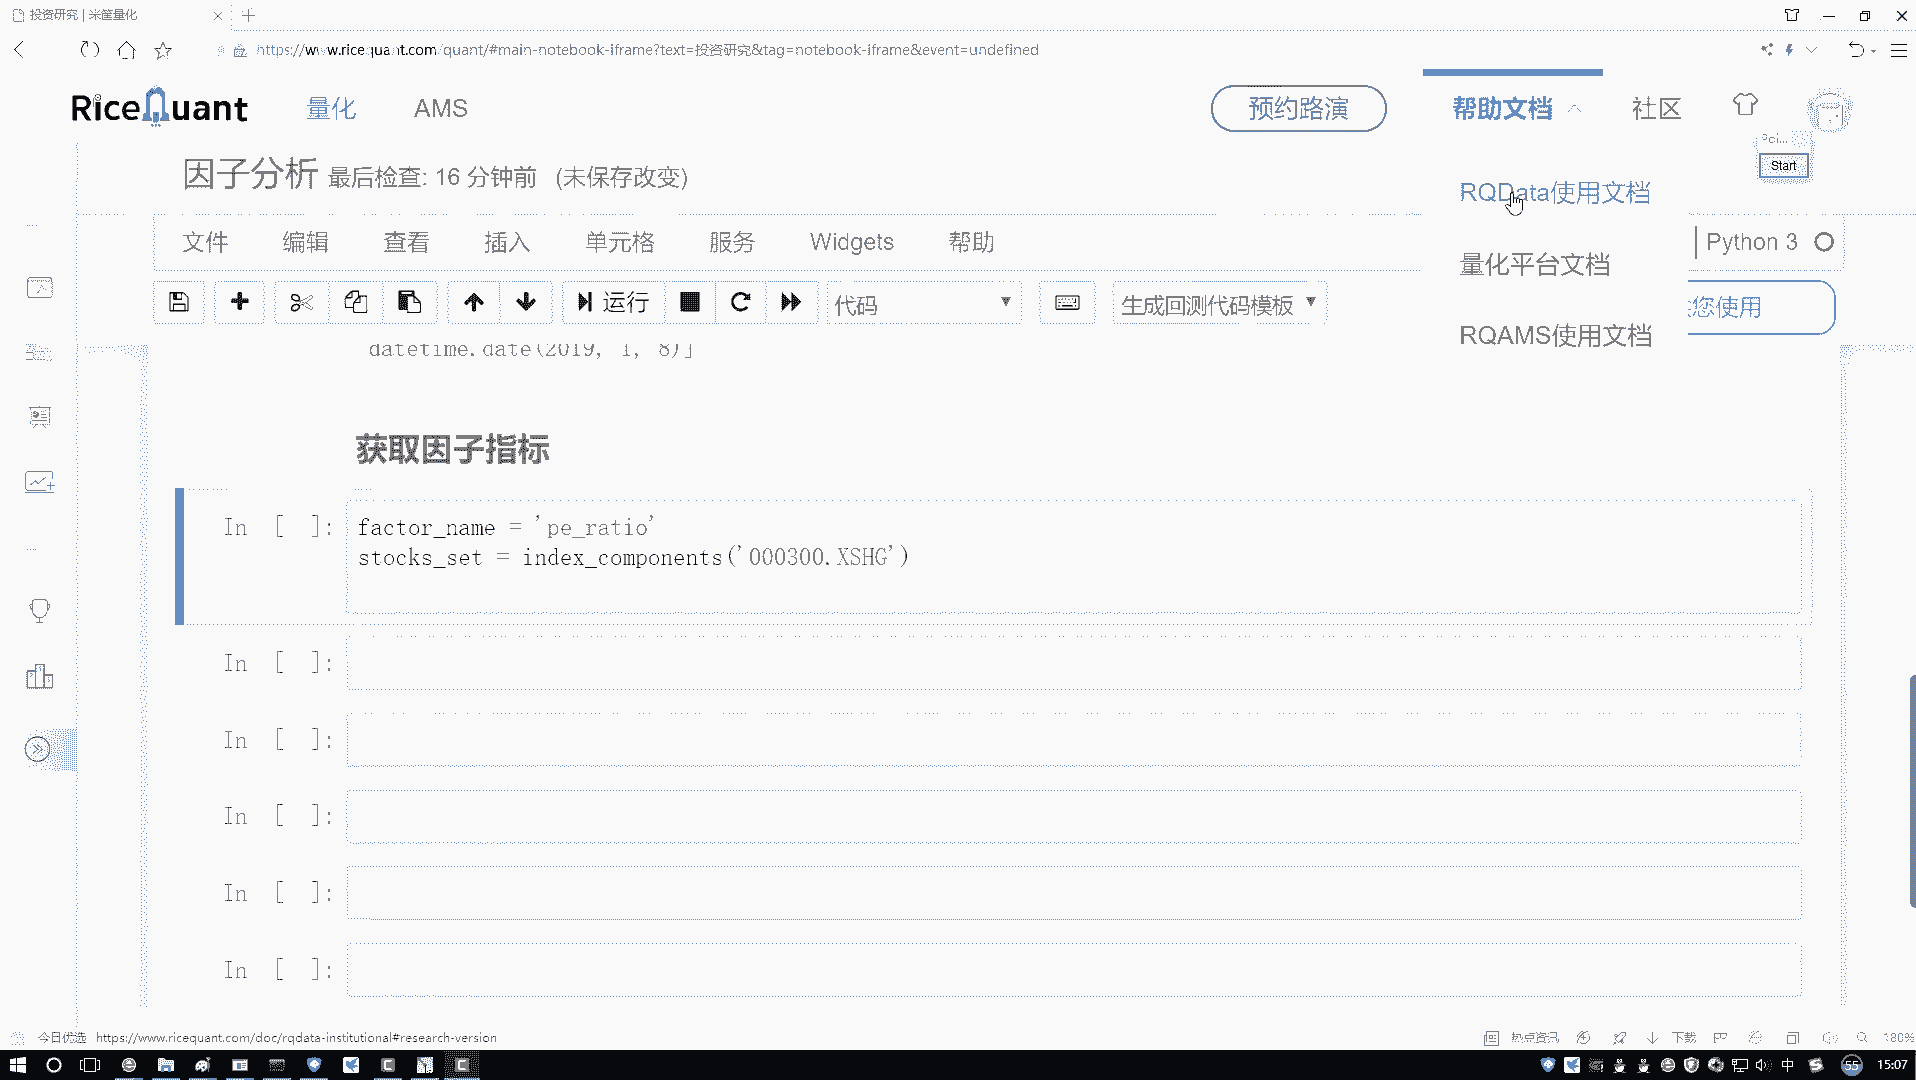 投资研究 | 米筐量化
https://www.ricequant.com/quant/#main-notebook-iframe?text=投资研究&tag=notebook-iframe&event=undefined
RiceQuant 量化 AMS 预约路演 帮助文档 社区
Start
因子分析 最后检查: 16 分钟前 (未保存改变)
RQData使用文档
文件 编辑 查看 插入 单元格 服务 Widgets 帮助 Python 3
量化平台文档
运行 代码 生成回测代码模板 您使用
RQAMS使用文档
datetime.date(2019, 1, 8)]
获取因子指标
In [ ]: factor_name = 'pe_ratio'
stocks_set = index_components('000300.XSHG')
In [ ]:
In [ ]:
In [ ]:
In [ ]:
In [ ]:
今日优选 https://www.ricequant.com/doc/rqdata-institutional#research-version 热点资讯 下载 180%
中 55 15:07